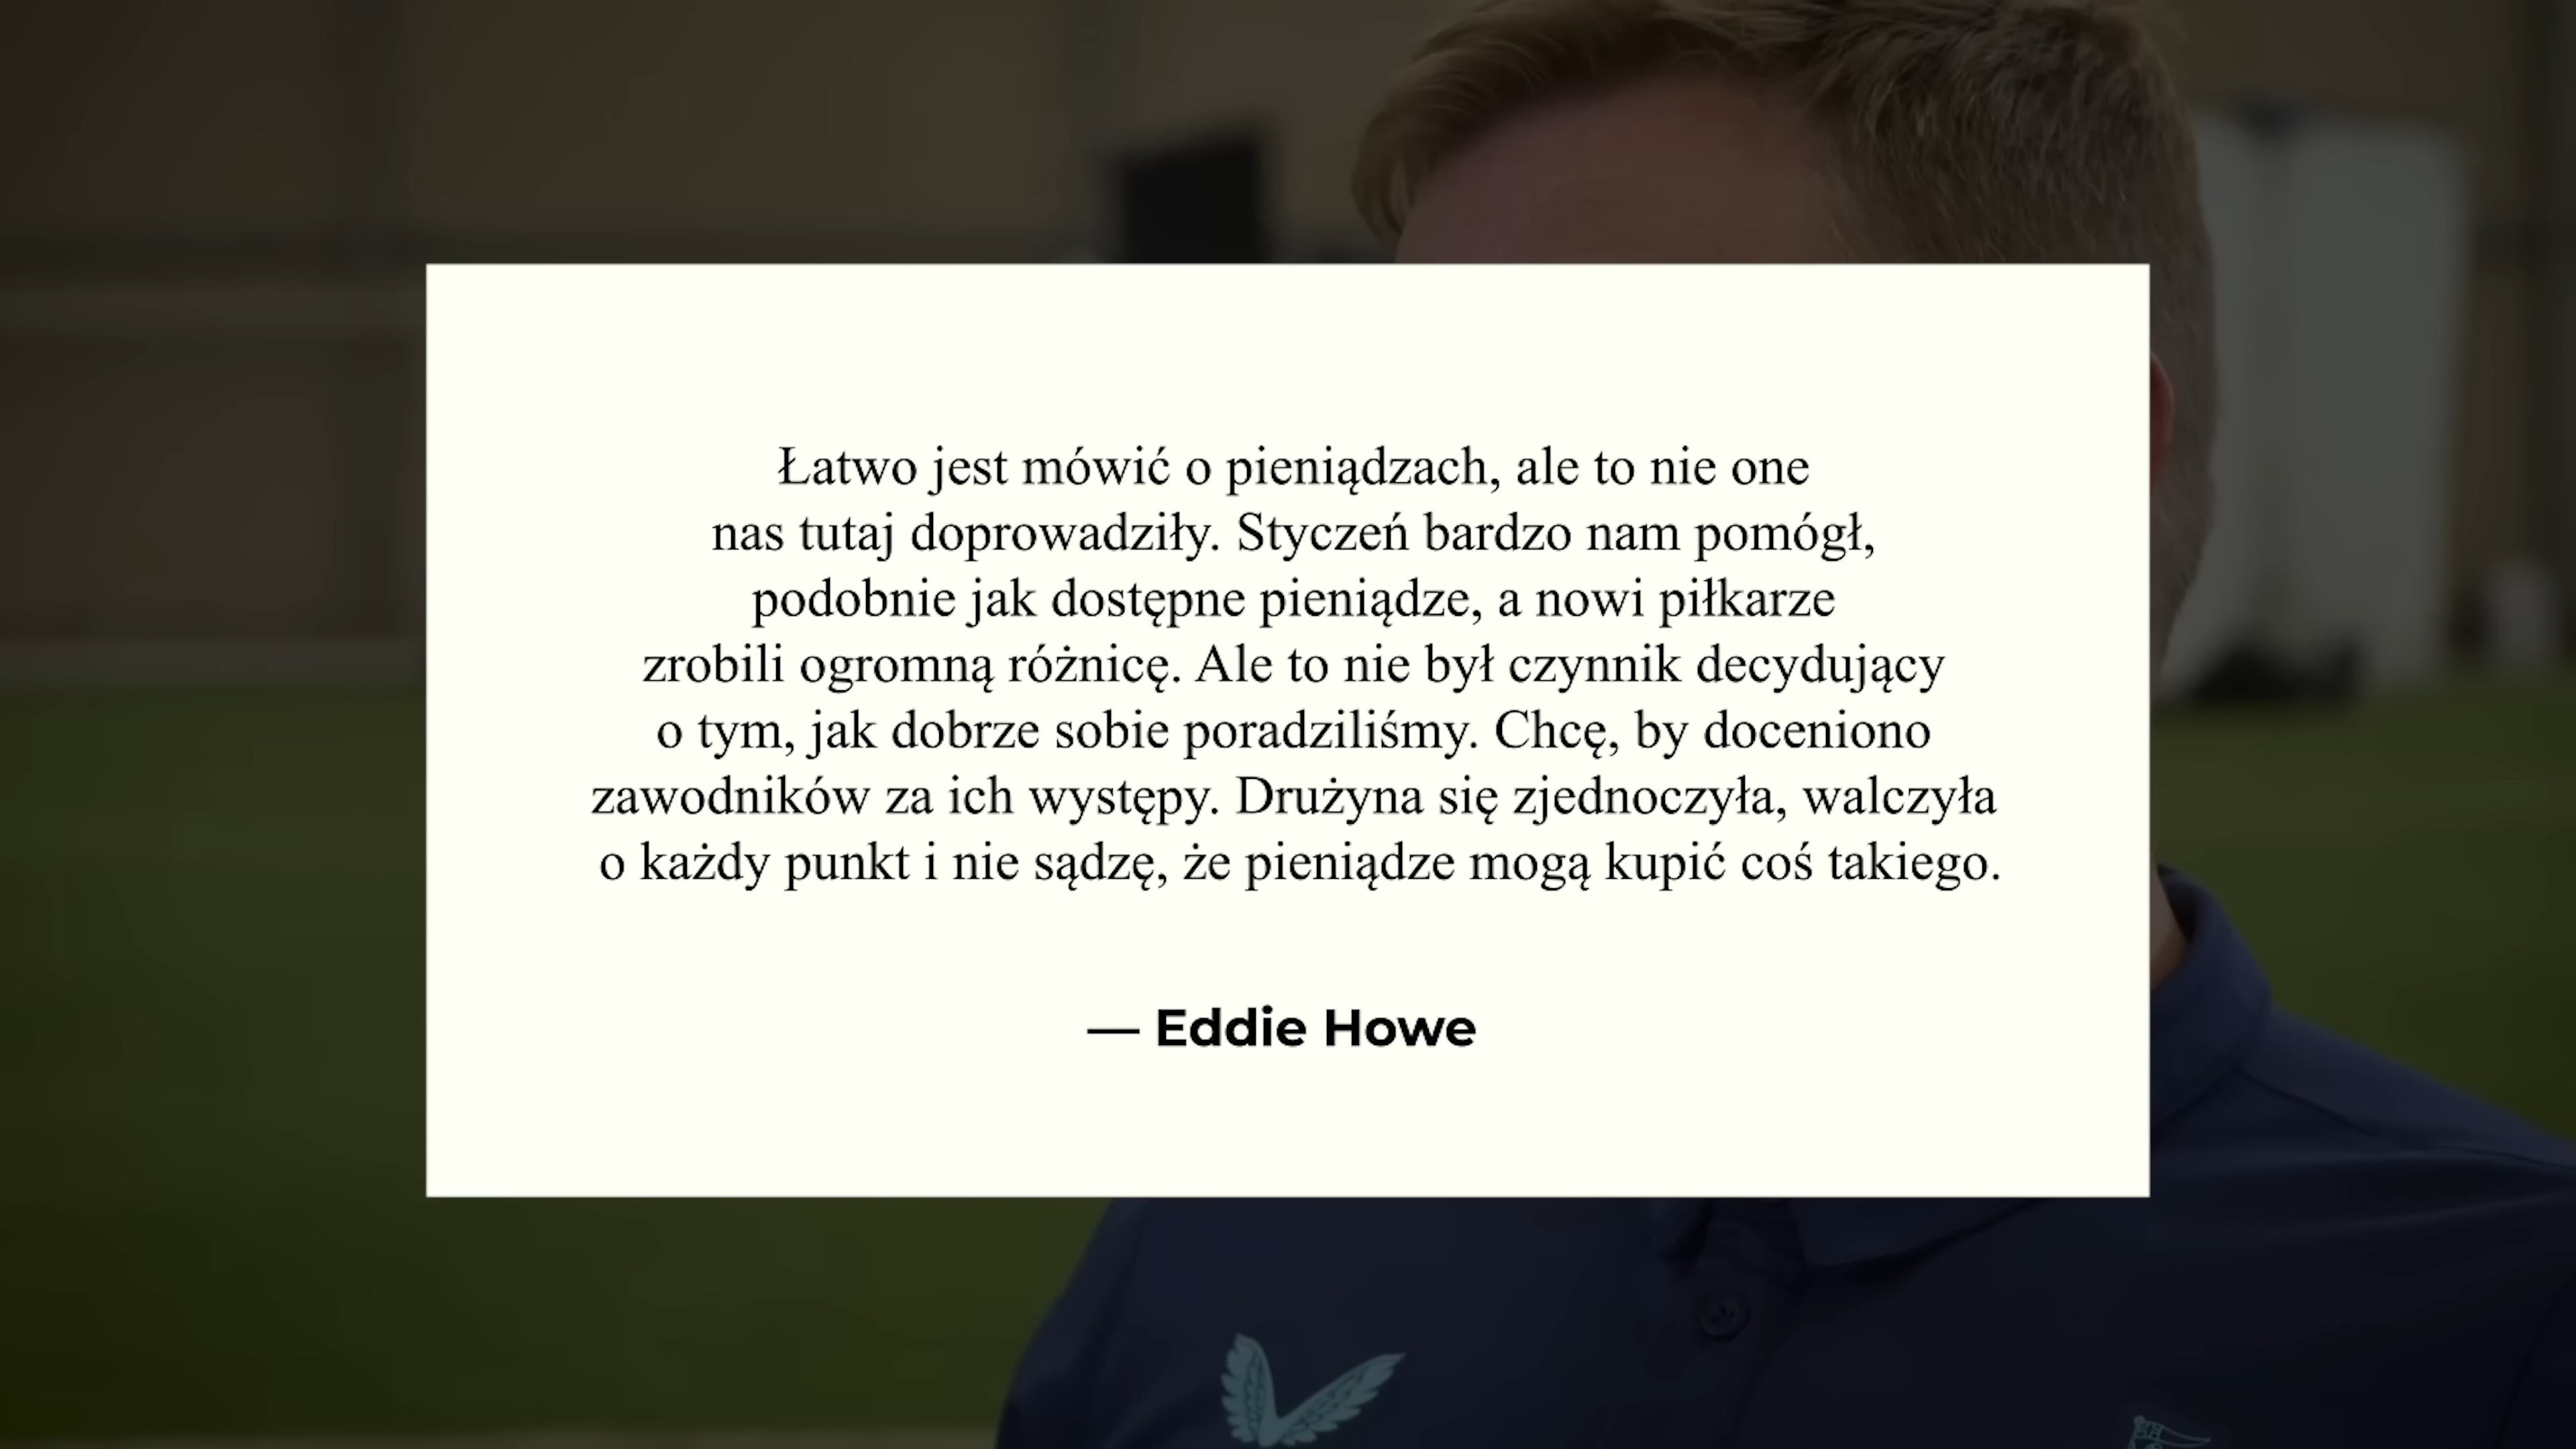 Łatwo jest mówić o pieniądzach, ale to nie one
nas tutaj doprowadziły. Styczeń bardzo nam pomógł,
podobnie jak dostępne pieniądze, a nowi piłkarze
zrobili ogromną różnicę. Ale to nie był czynnik decydujący
o tym, jak dobrze sobie poradziliśmy. Chcę, by doceniono
zawodników za ich występy. Drużyna się zjednoczyła, walczyła
o każdy punkt i nie sądzę, że pieniądze mogą kupić coś takiego.
— Eddie Howe